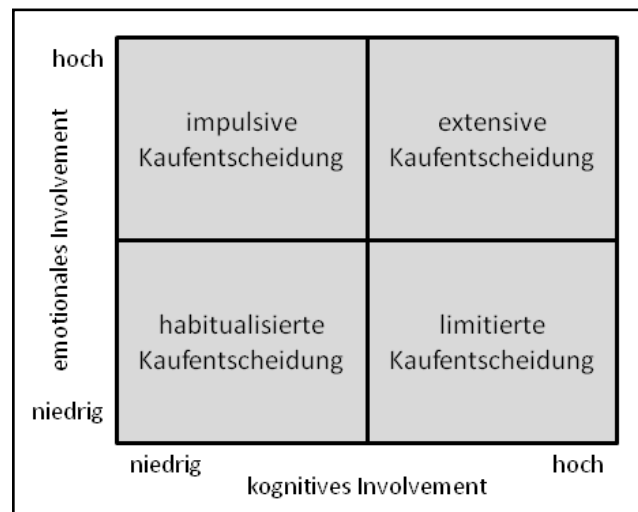 hoch
emotionales Involvement
niedrig
impulsive
Kaufentscheidung
extensive
Kaufentscheidung
habitualisierte
Kaufentscheidung
limitierte
Kaufentscheidung
niedrig
hoch
kognitives Involvement